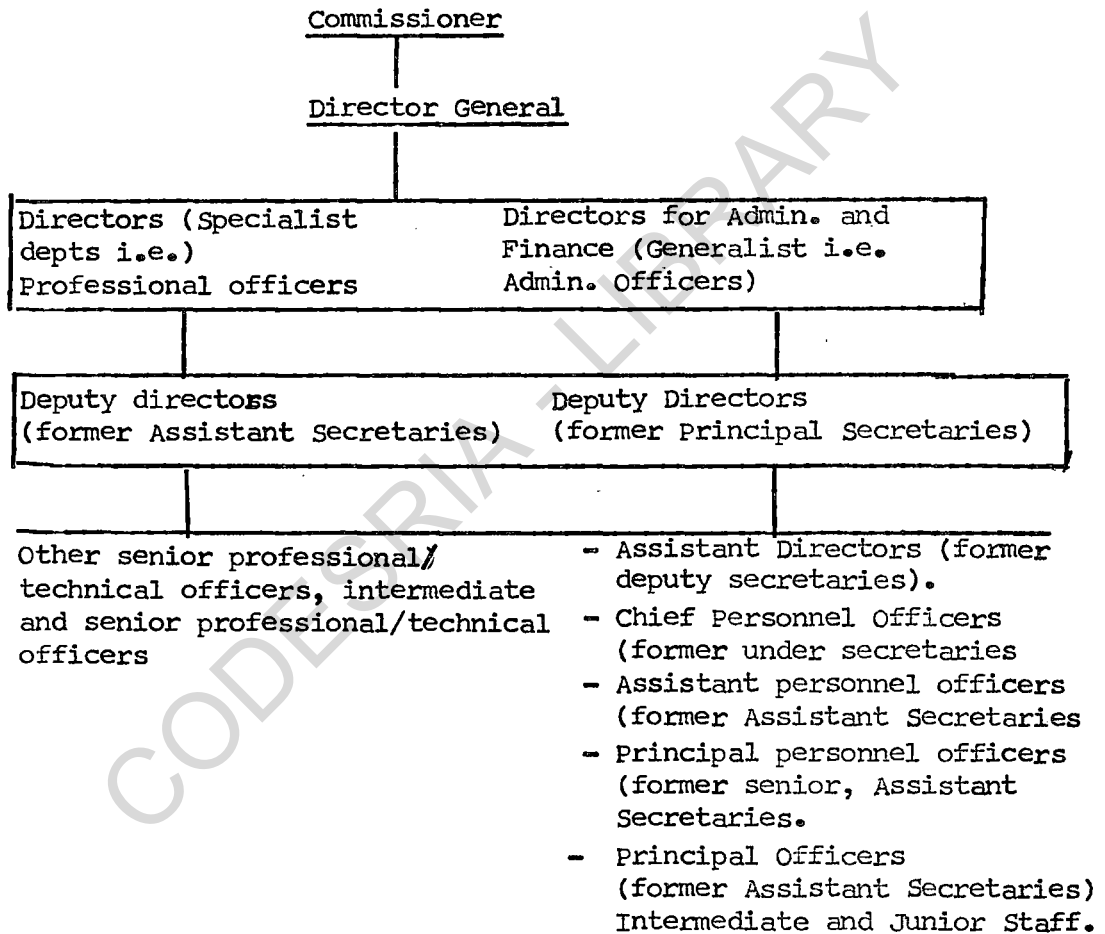 Commissioner
Director General
Directors (Specialist
depts i.e.)
Professional officers
Directors for Admin. and
Finance (Generalist i.e.
Admin. Officers)
Deputy directors
(former Assistant Secretaries)
Deputy Directors
(former Principal Secretaries)
Other senior professional/
technical officers, intermediate
and senior professional/technical
officers
- Assistant Directors (former
deputy secretaries).
- Chief Personnel Officers
(former under secretaries
- Assistant personnel officers
(former Assistant Secretaries
- Principal personnel officers
(former senior, Assistant
Secretaries.
- Principal Officers
(former Assistant Secretaries)
Intermediate and Junior Staff.
CODESRIA - LIBRARY